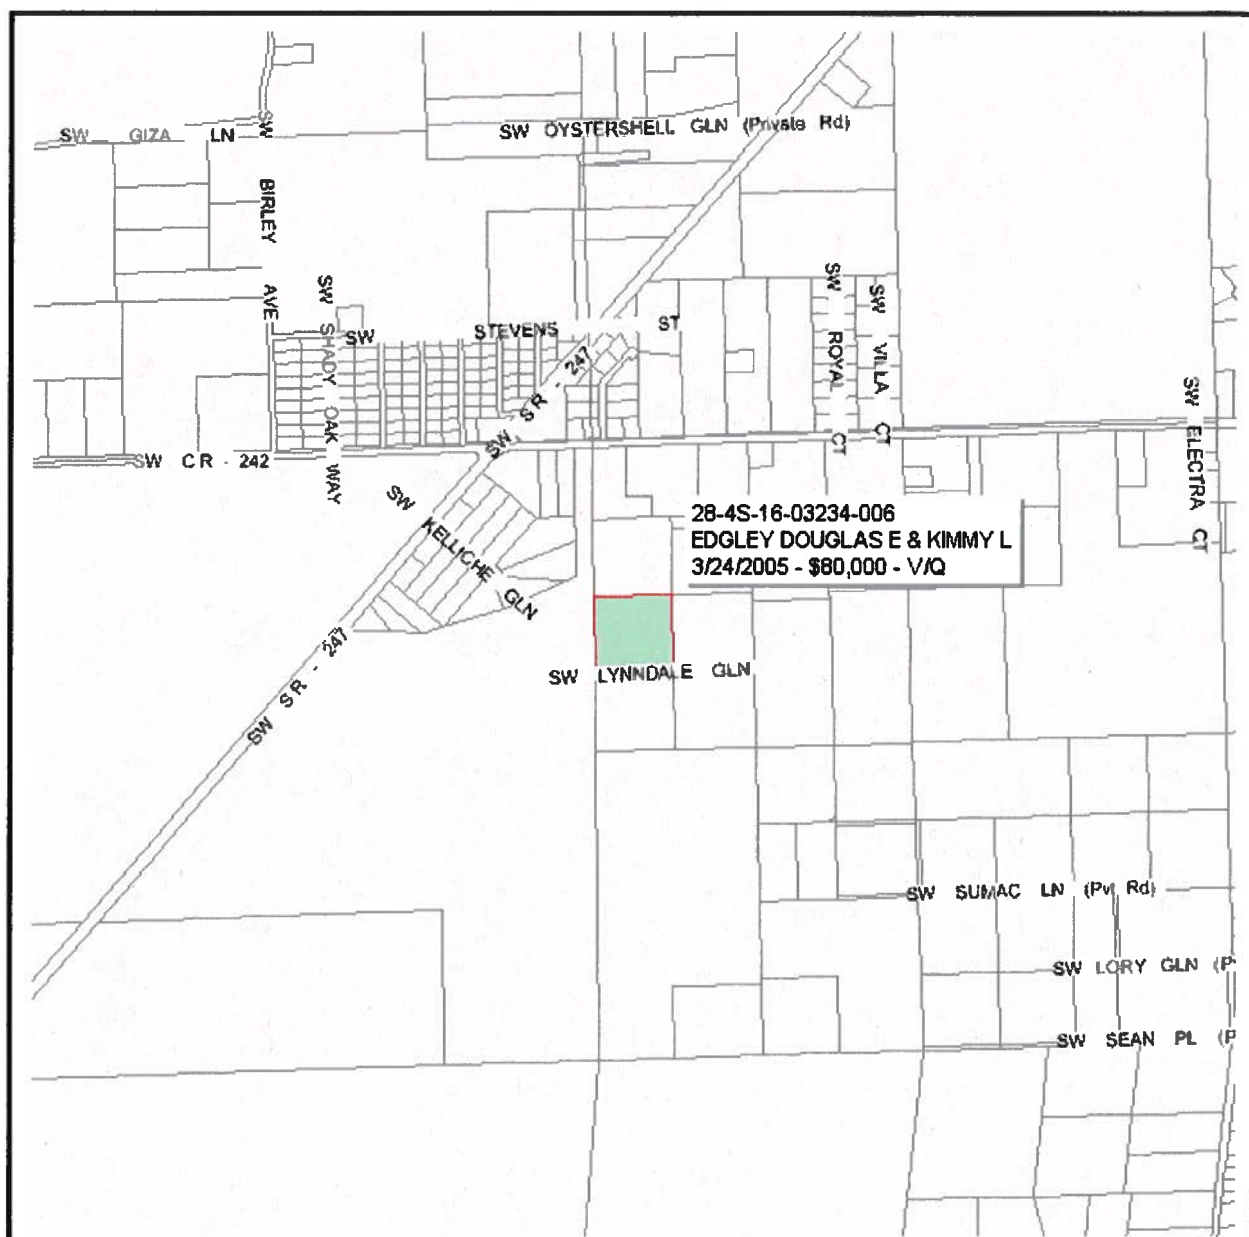 SW GIZA LN
SW BIRLEY AVE
SW OYSTERSHELL GLN (Private Rd)
SW SHADY OAK WAY
SW STEVENS ST
SW SR - 247
SW ROYAL CT
SW VILLA CT
SW ELECTRA CT
SW CR - 242
SW KELLICHE GLN
28-4S-16-03234-006
EDGLEY DOUGLAS E & KIMMY L
3/24/2005 - $80,000 - V/Q
SW SR - 247
SW LYNNDALE GLN
SW SUMAC LN (Pvt Rd)
SW LORY GLN (P
SW SEAN PL (P